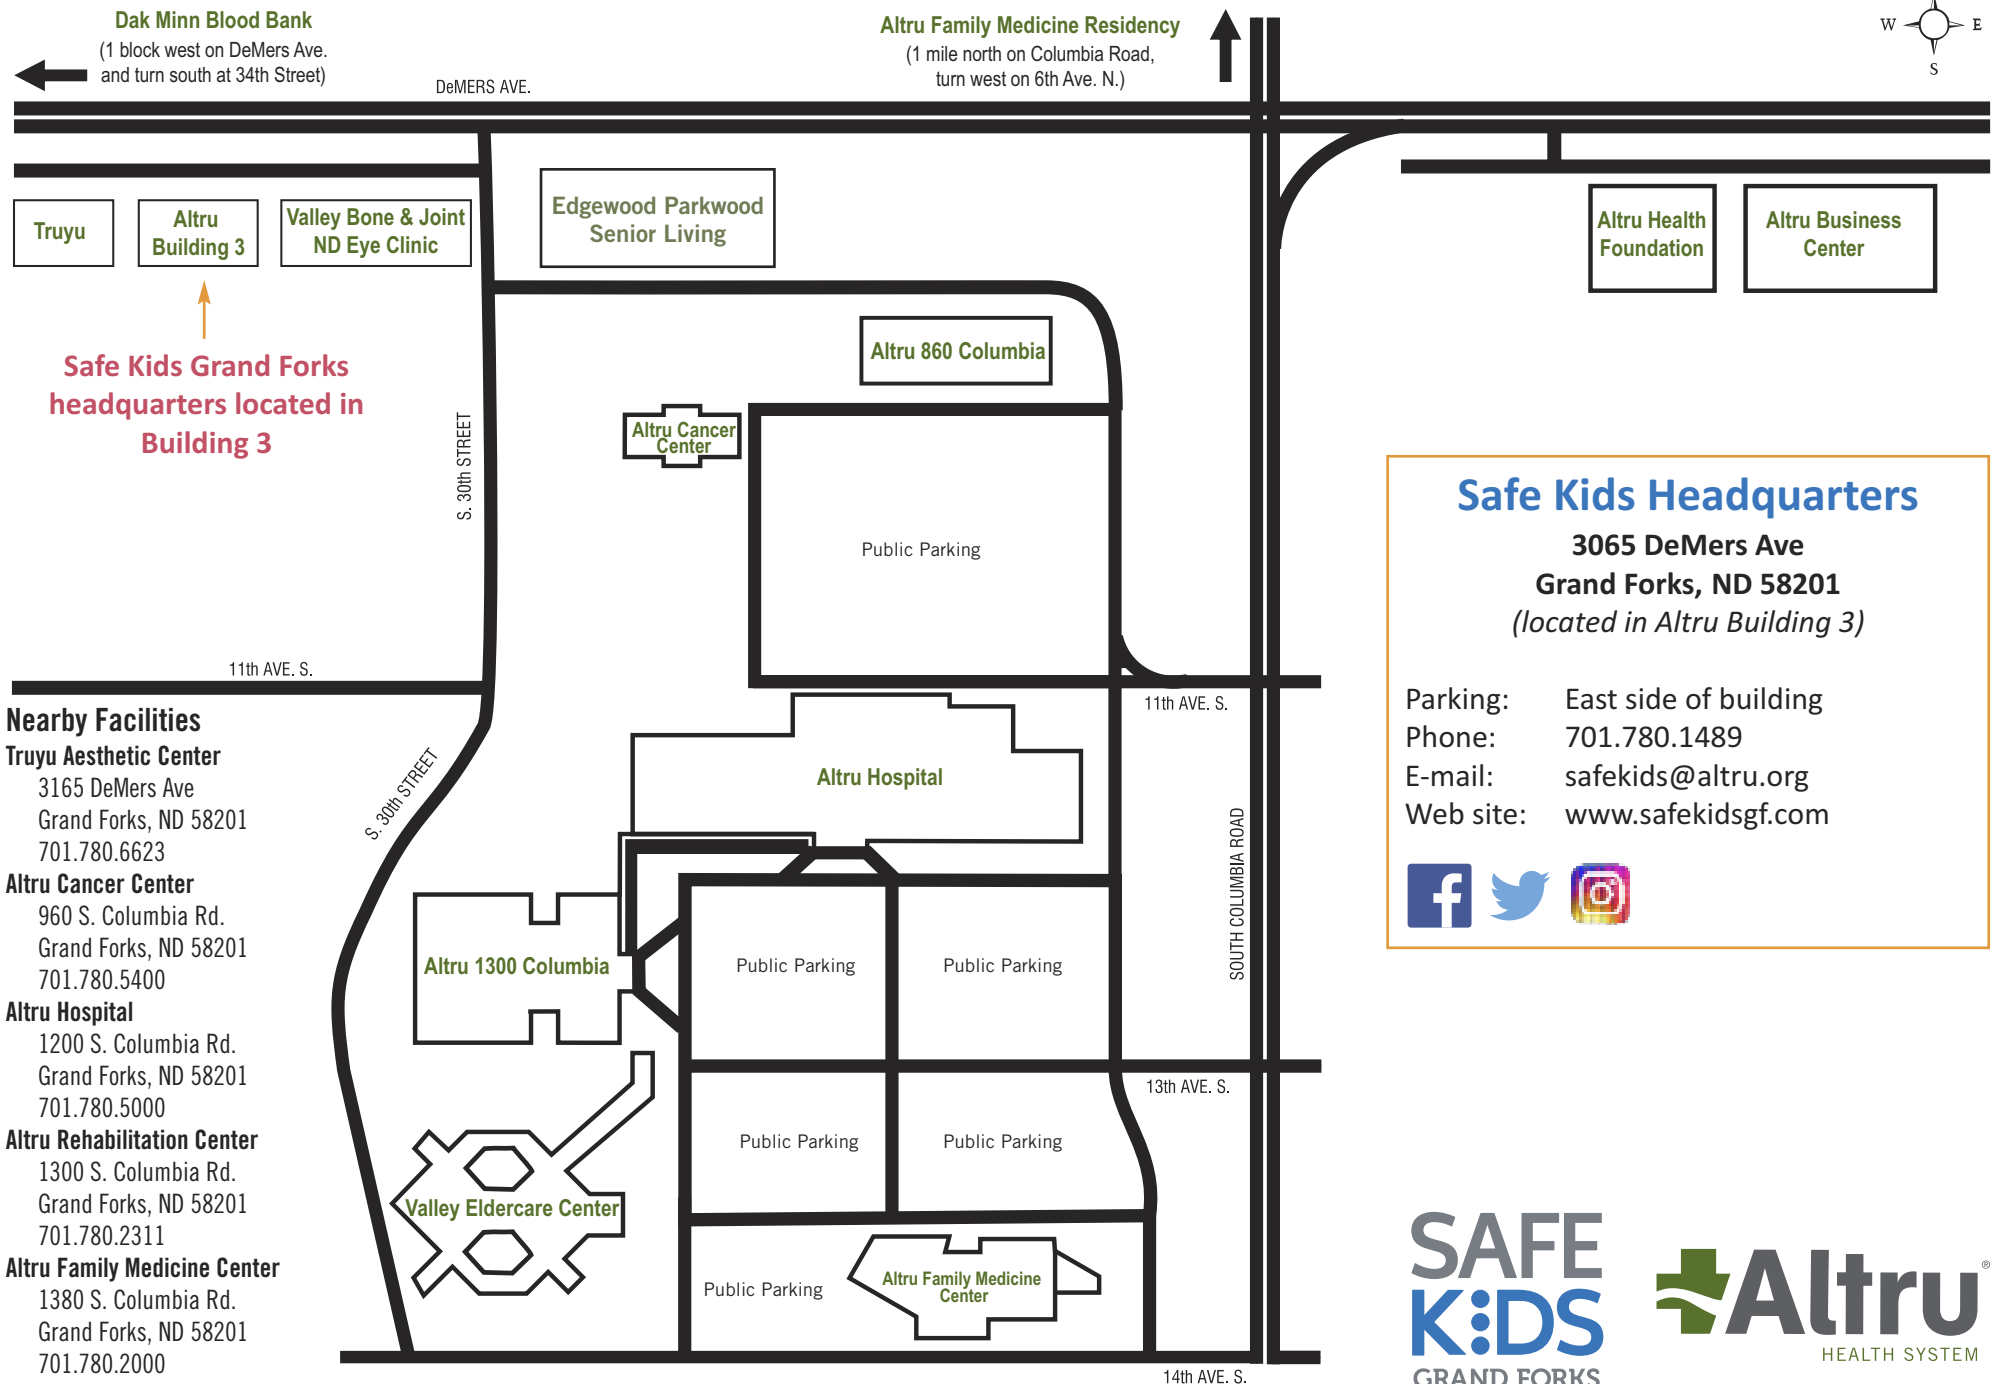 Dak Minn Blood Bank
(1 block west on DeMers Ave.
and turn south at 34th Street)
DeMERS AVE.
Altru Family Medicine Residency
(1 mile north on Columbia Road,
turn west on 6th Ave. N.)
W
E
S
Truyu
Altru
Building 3
Valley Bone & Joint
ND Eye Clinic
Edgewood Parkwood
Senior Living
Altru Health
Foundation
Altru Business
Center
Safe Kids Grand Forks
headquarters located in
Building 3
Altru 860 Columbia
Altru Cancer
Center
S. 30th STREET
Public Parking
Safe Kids Headquarters
3065 DeMers Ave
Grand Forks, ND 58201
(located in Altru Building 3)
Parking: East side of building
Phone: 701.780.1489
E-mail: safekids@altru.org
Web site: www.safekidsgf.com
11th AVE. S.
11th AVE. S.
Nearby Facilities
Truyu Aesthetic Center
3165 DeMers Ave
Grand Forks, ND 58201
701.780.6623
Altru Cancer Center
960 S. Columbia Rd.
Grand Forks, ND 58201
701.780.5400
Altru Hospital
1200 S. Columbia Rd.
Grand Forks, ND 58201
701.780.5000
Altru Rehabilitation Center
1300 S. Columbia Rd.
Grand Forks, ND 58201
701.780.2311
Altru Family Medicine Center
1380 S. Columbia Rd.
Grand Forks, ND 58201
701.780.2000
S. 30th STREET
Altru Hospital
SOUTH COLUMBIA ROAD
Altru 1300 Columbia
Public Parking
Public Parking
13th AVE. S.
Public Parking
Public Parking
Valley Eldercare Center
Public Parking
Altru Family Medicine
Center
14th AVE. S.
SAFE
KIDS
GRAND FORKS
Altru®
HEALTH SYSTEM